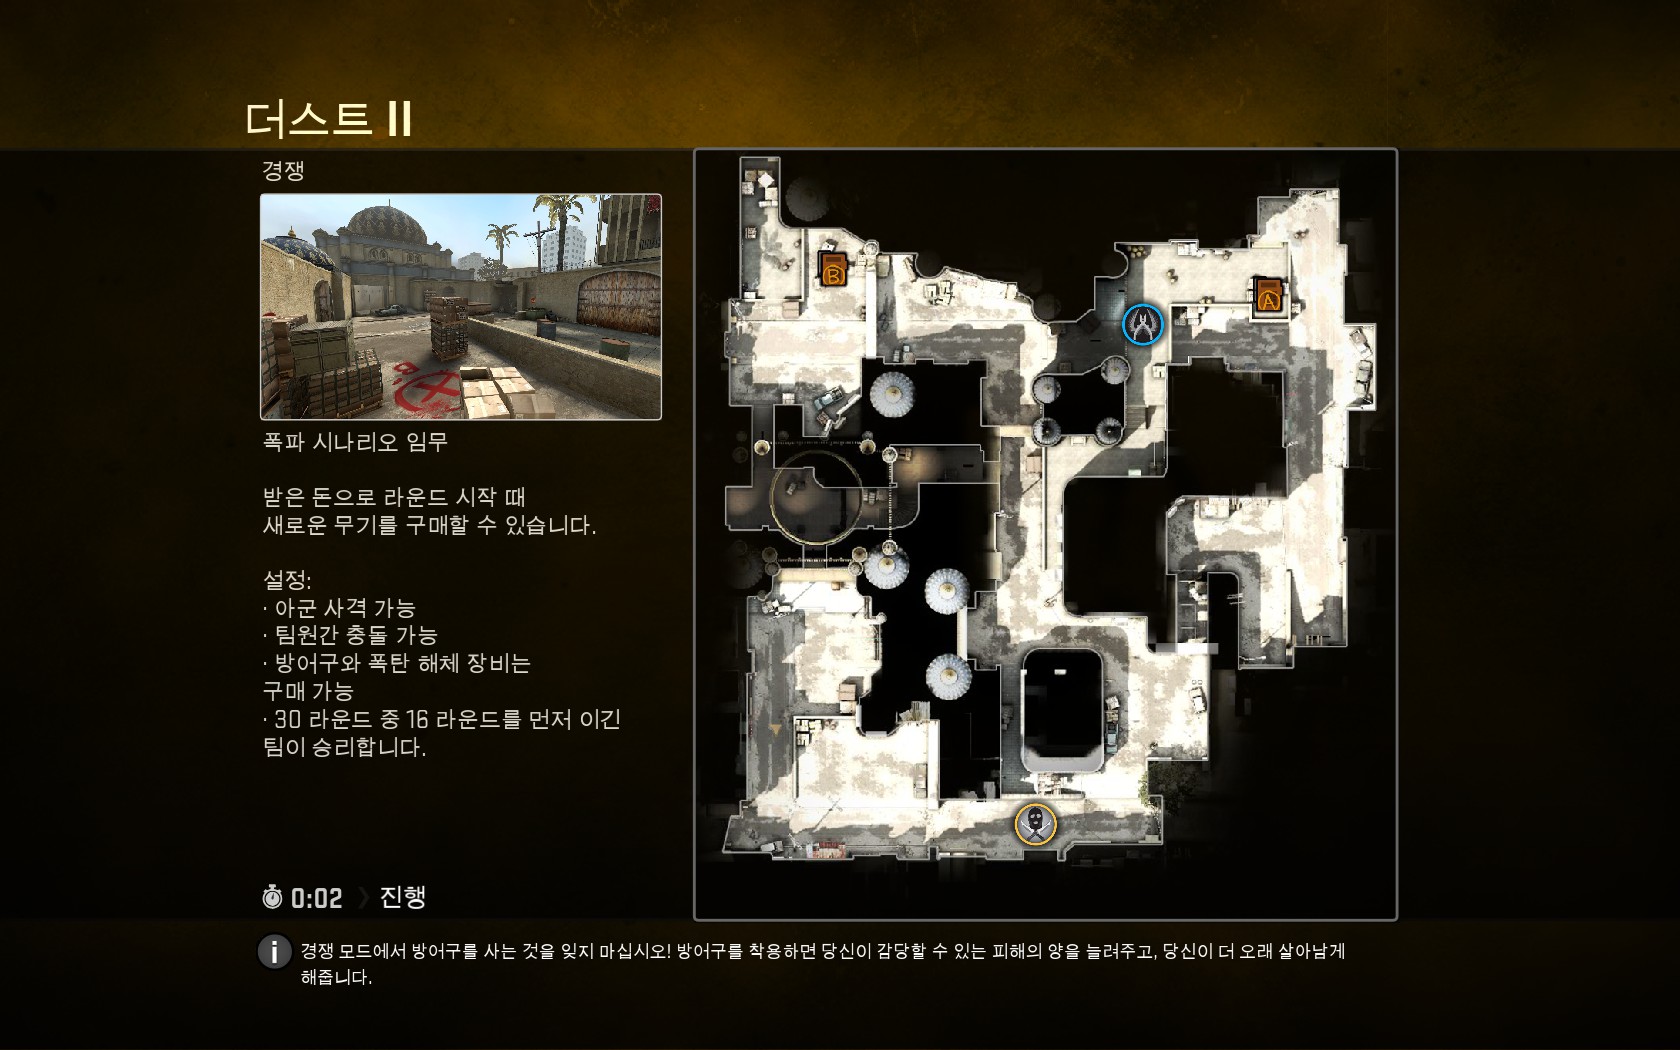 더스트 II
경쟁
폭파 시나리오 임무
받은 돈으로 라운드 시작 때
새로운 무기를 구매할 수 있습니다.
설정:
· 아군 사격 가능
· 팀원간 충돌 가능
· 방어구와 폭탄 해체 장비는
구매 가능
· 30 라운드 중 16 라운드를 먼저 이긴
팀이 승리합니다.
B
A
0:02 > 진행
i 경쟁 모드에서 방어구를 사는 것을 잊지 마십시오! 방어구를 착용하면 당신이 감당할 수 있는 피해의 양을 늘려주고, 당신이 더 오래 살아남게
해줍니다.